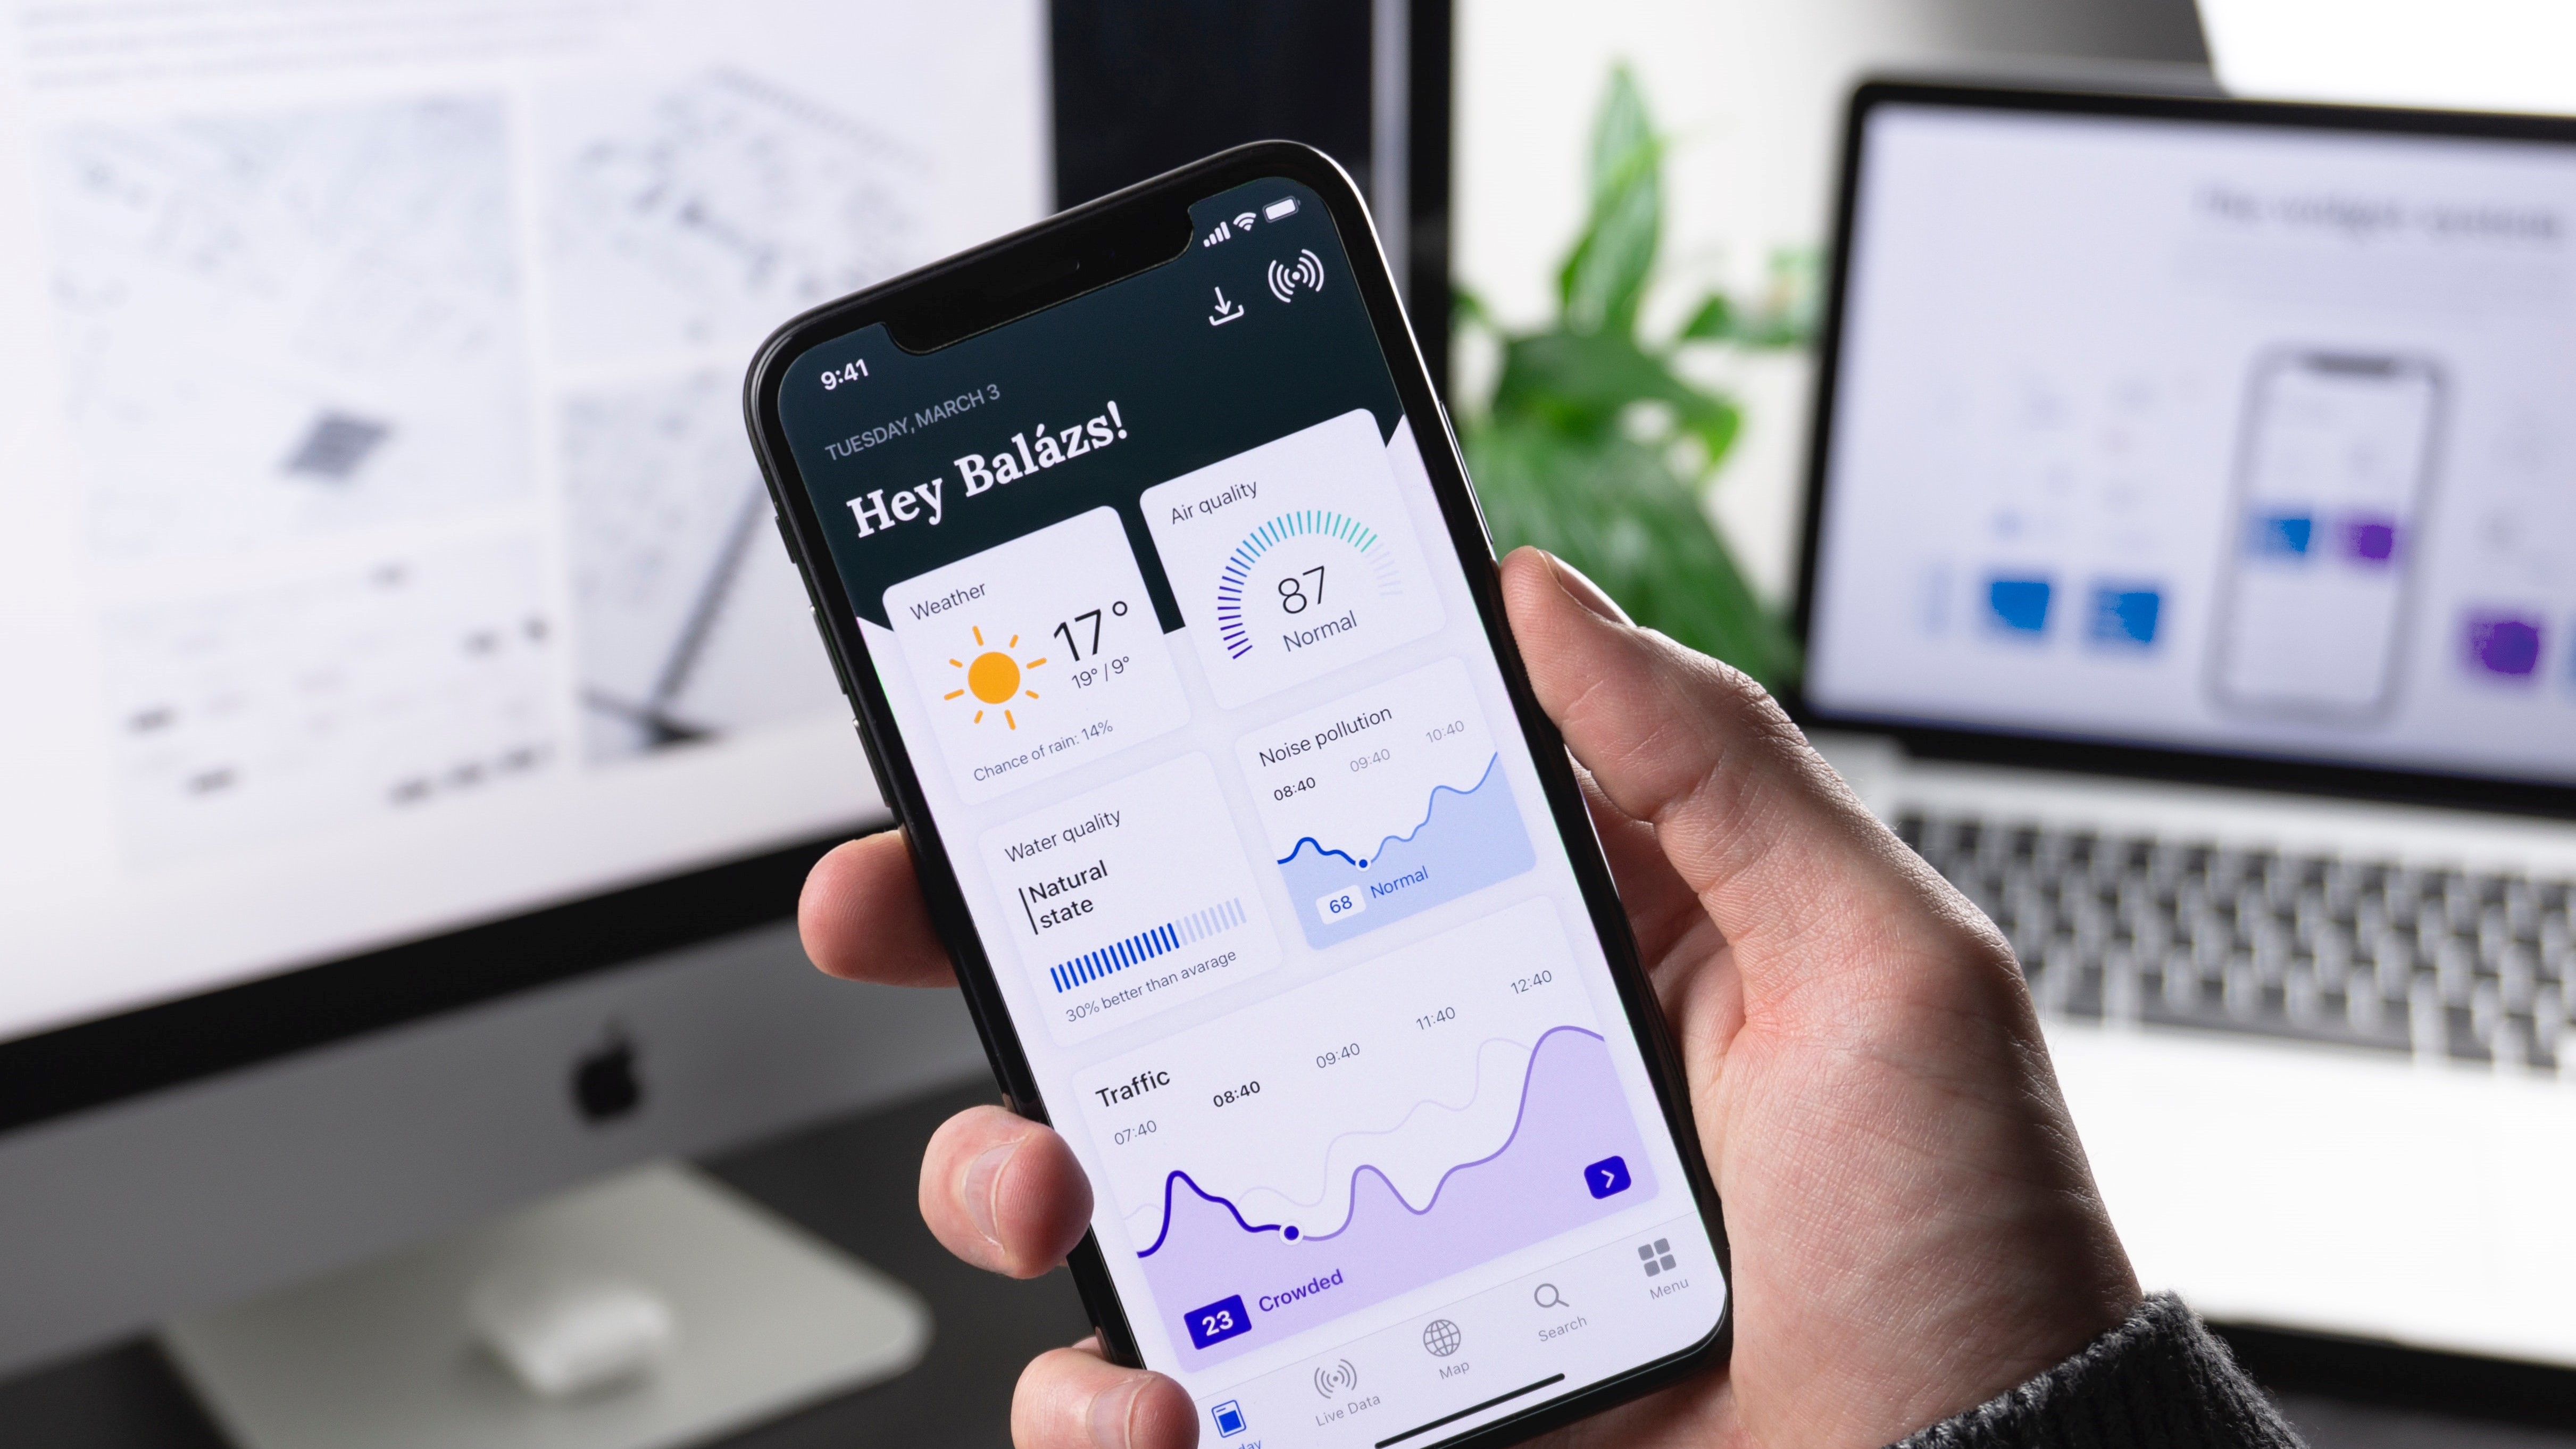 9:41
TUESDAY, MARCH 3
Hey Balázs!
Weather
17°
19° / 9°
Chance of rain: 14%
Air quality
87
Normal
Water quality
Natural
state
30% better than avarage
Noise pollution
08:40 09:40 10:40
68 Normal
Traffic
07:40 08:40 09:40 11:40 12:40
23 Crowded
Live Data
Map
Search
Menu